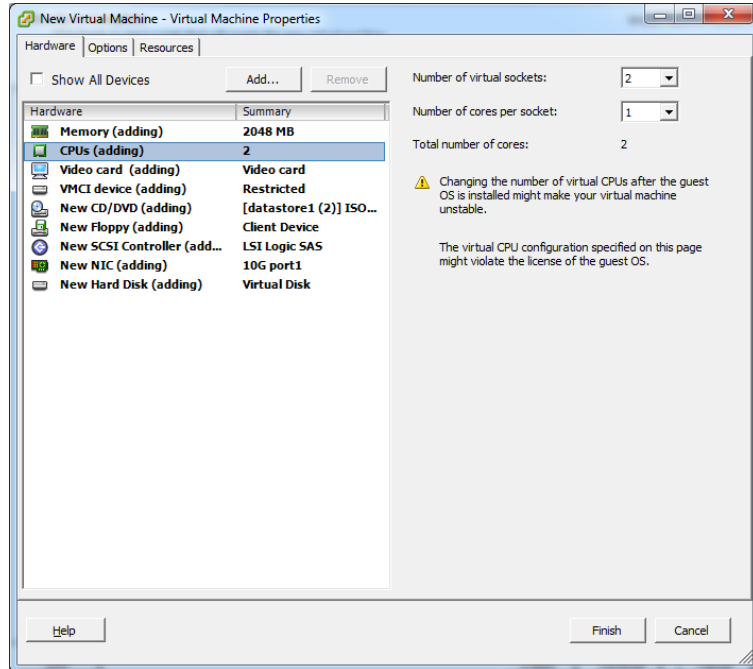 New Virtual Machine - Virtual Machine Properties
Hardware Options Resources
Show All Devices Add... Remove
Hardware Summary
Memory (adding) 2048 MB
CPUs (adding) 2
Video card (adding) Video card
VMCI device (adding) Restricted
New CD/DVD (adding) [datastore1 (2)] ISO...
New Floppy (adding) Client Device
New SCSI Controller (add... LSI Logic SAS
New NIC (adding) 10G port1
New Hard Disk (adding) Virtual Disk
Number of virtual sockets: 2
Number of cores per socket: 1
Total number of cores: 2
Changing the number of virtual CPUs after the guest
OS is installed might make your virtual machine
unstable.
The virtual CPU configuration specified on this page
might violate the license of the guest OS.
Help Finish Cancel